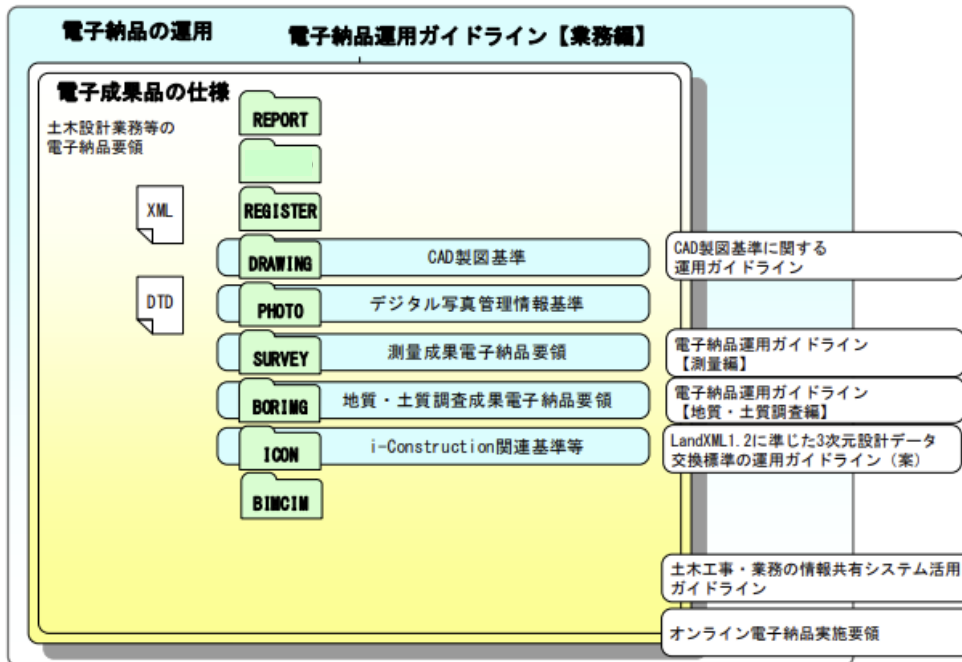 電子納品の運用
電子納品運用ガイドライン【業務編】
電子成果品の仕様
土木設計業務等の
電子納品要領
XML
DTD
REPORT
REGISTER
DRAWING
CAD製図基準
CAD製図基準に関する
運用ガイドライン
PHOTO
デジタル写真管理情報基準
SURVEY
測量成果電子納品要領
電子納品運用ガイドライン
【測量編】
BORING
地質・土質調査成果電子納品要領
電子納品運用ガイドライン
【地質・土質調査編】
ICON
i-Construction関連基準等
LandXML1.2に準じた3次元設計データ
交換標準の運用ガイドライン（案）
BIMCIM
土木工事・業務の情報共有システム活用
ガイドライン
オンライン電子納品実施要領